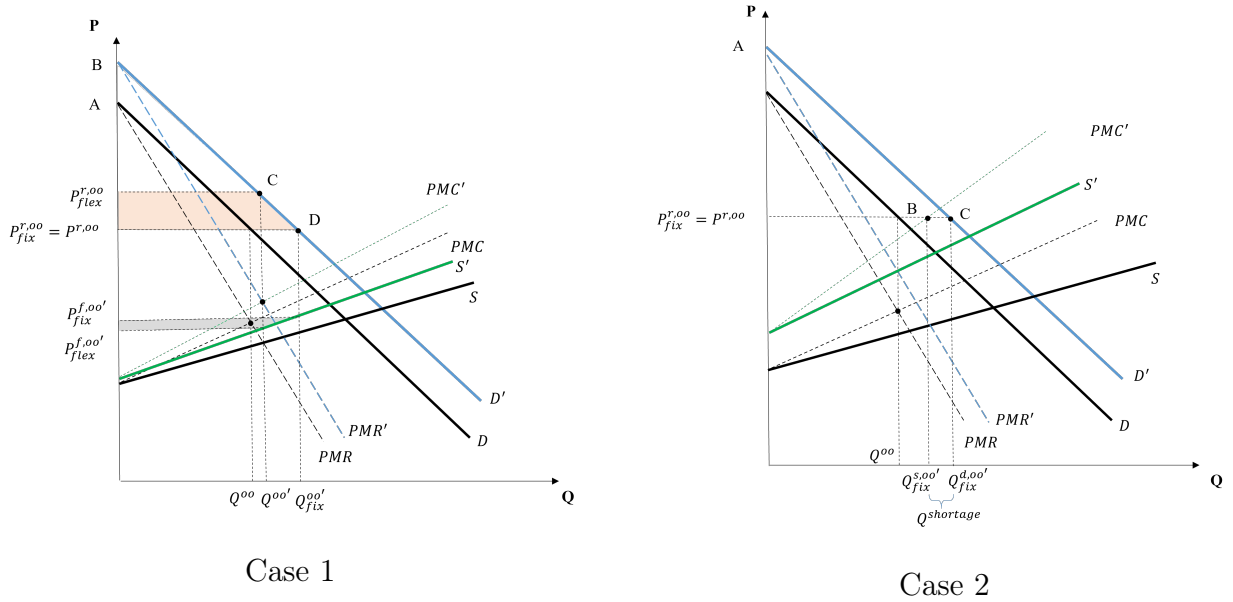 P
B
A
C
D
$P^{r,oo}_{flex}$
$P^{r,oo}_{fix} = P^{r,oo}$
$P^{f,oo'}_{fix}$
$P^{f,oo'}_{flex}$
PMC′
PMC
S′
S
D′
D
PMR′
PMR
$Q^{oo}$ $Q^{oo'}$ $Q^{oo'}_{fix}$
Q
Case 1
P
A
PMC′
S′
$P^{r,oo}_{fix} = P^{r,oo}$
B
C
PMC
S
D′
D
PMR′
PMR
$Q^{oo}$
$Q^{s,oo'}_{fix}$ $Q^{d,oo'}_{fix}$
Q
$Q^{shortage}$
Case 2